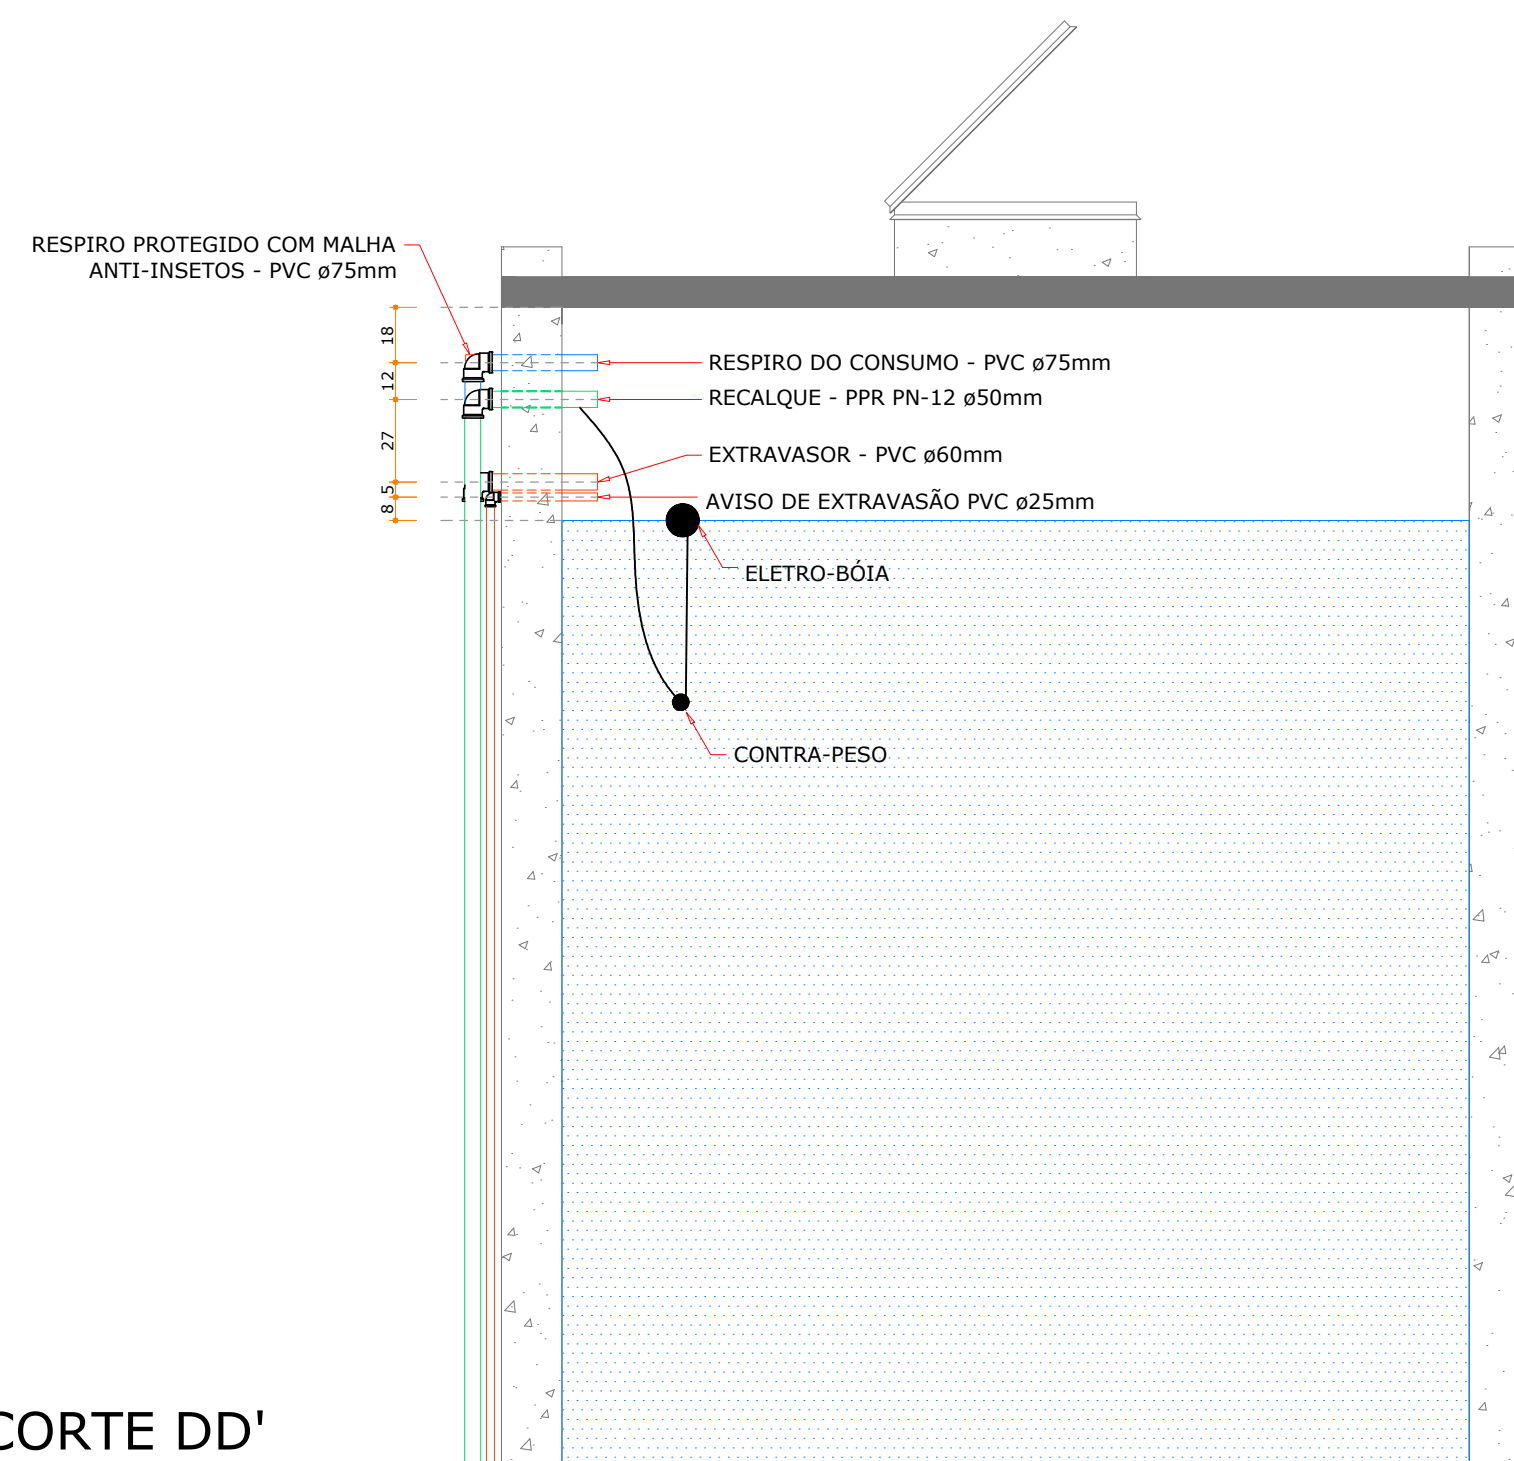 RESPIRO PROTEGIDO COM MALHA
ANTI-INSETOS - PVC ø75mm
18
12
27
5
8
RESPIRO DO CONSUMO - PVC ø75mm
RECALQUE - PPR PN-12 ø50mm
EXTRAVASOR - PVC ø60mm
AVISO DE EXTRAVASÃO PVC ø25mm
ELETRO-BÓIA
CONTRA-PESO
CORTE DD'